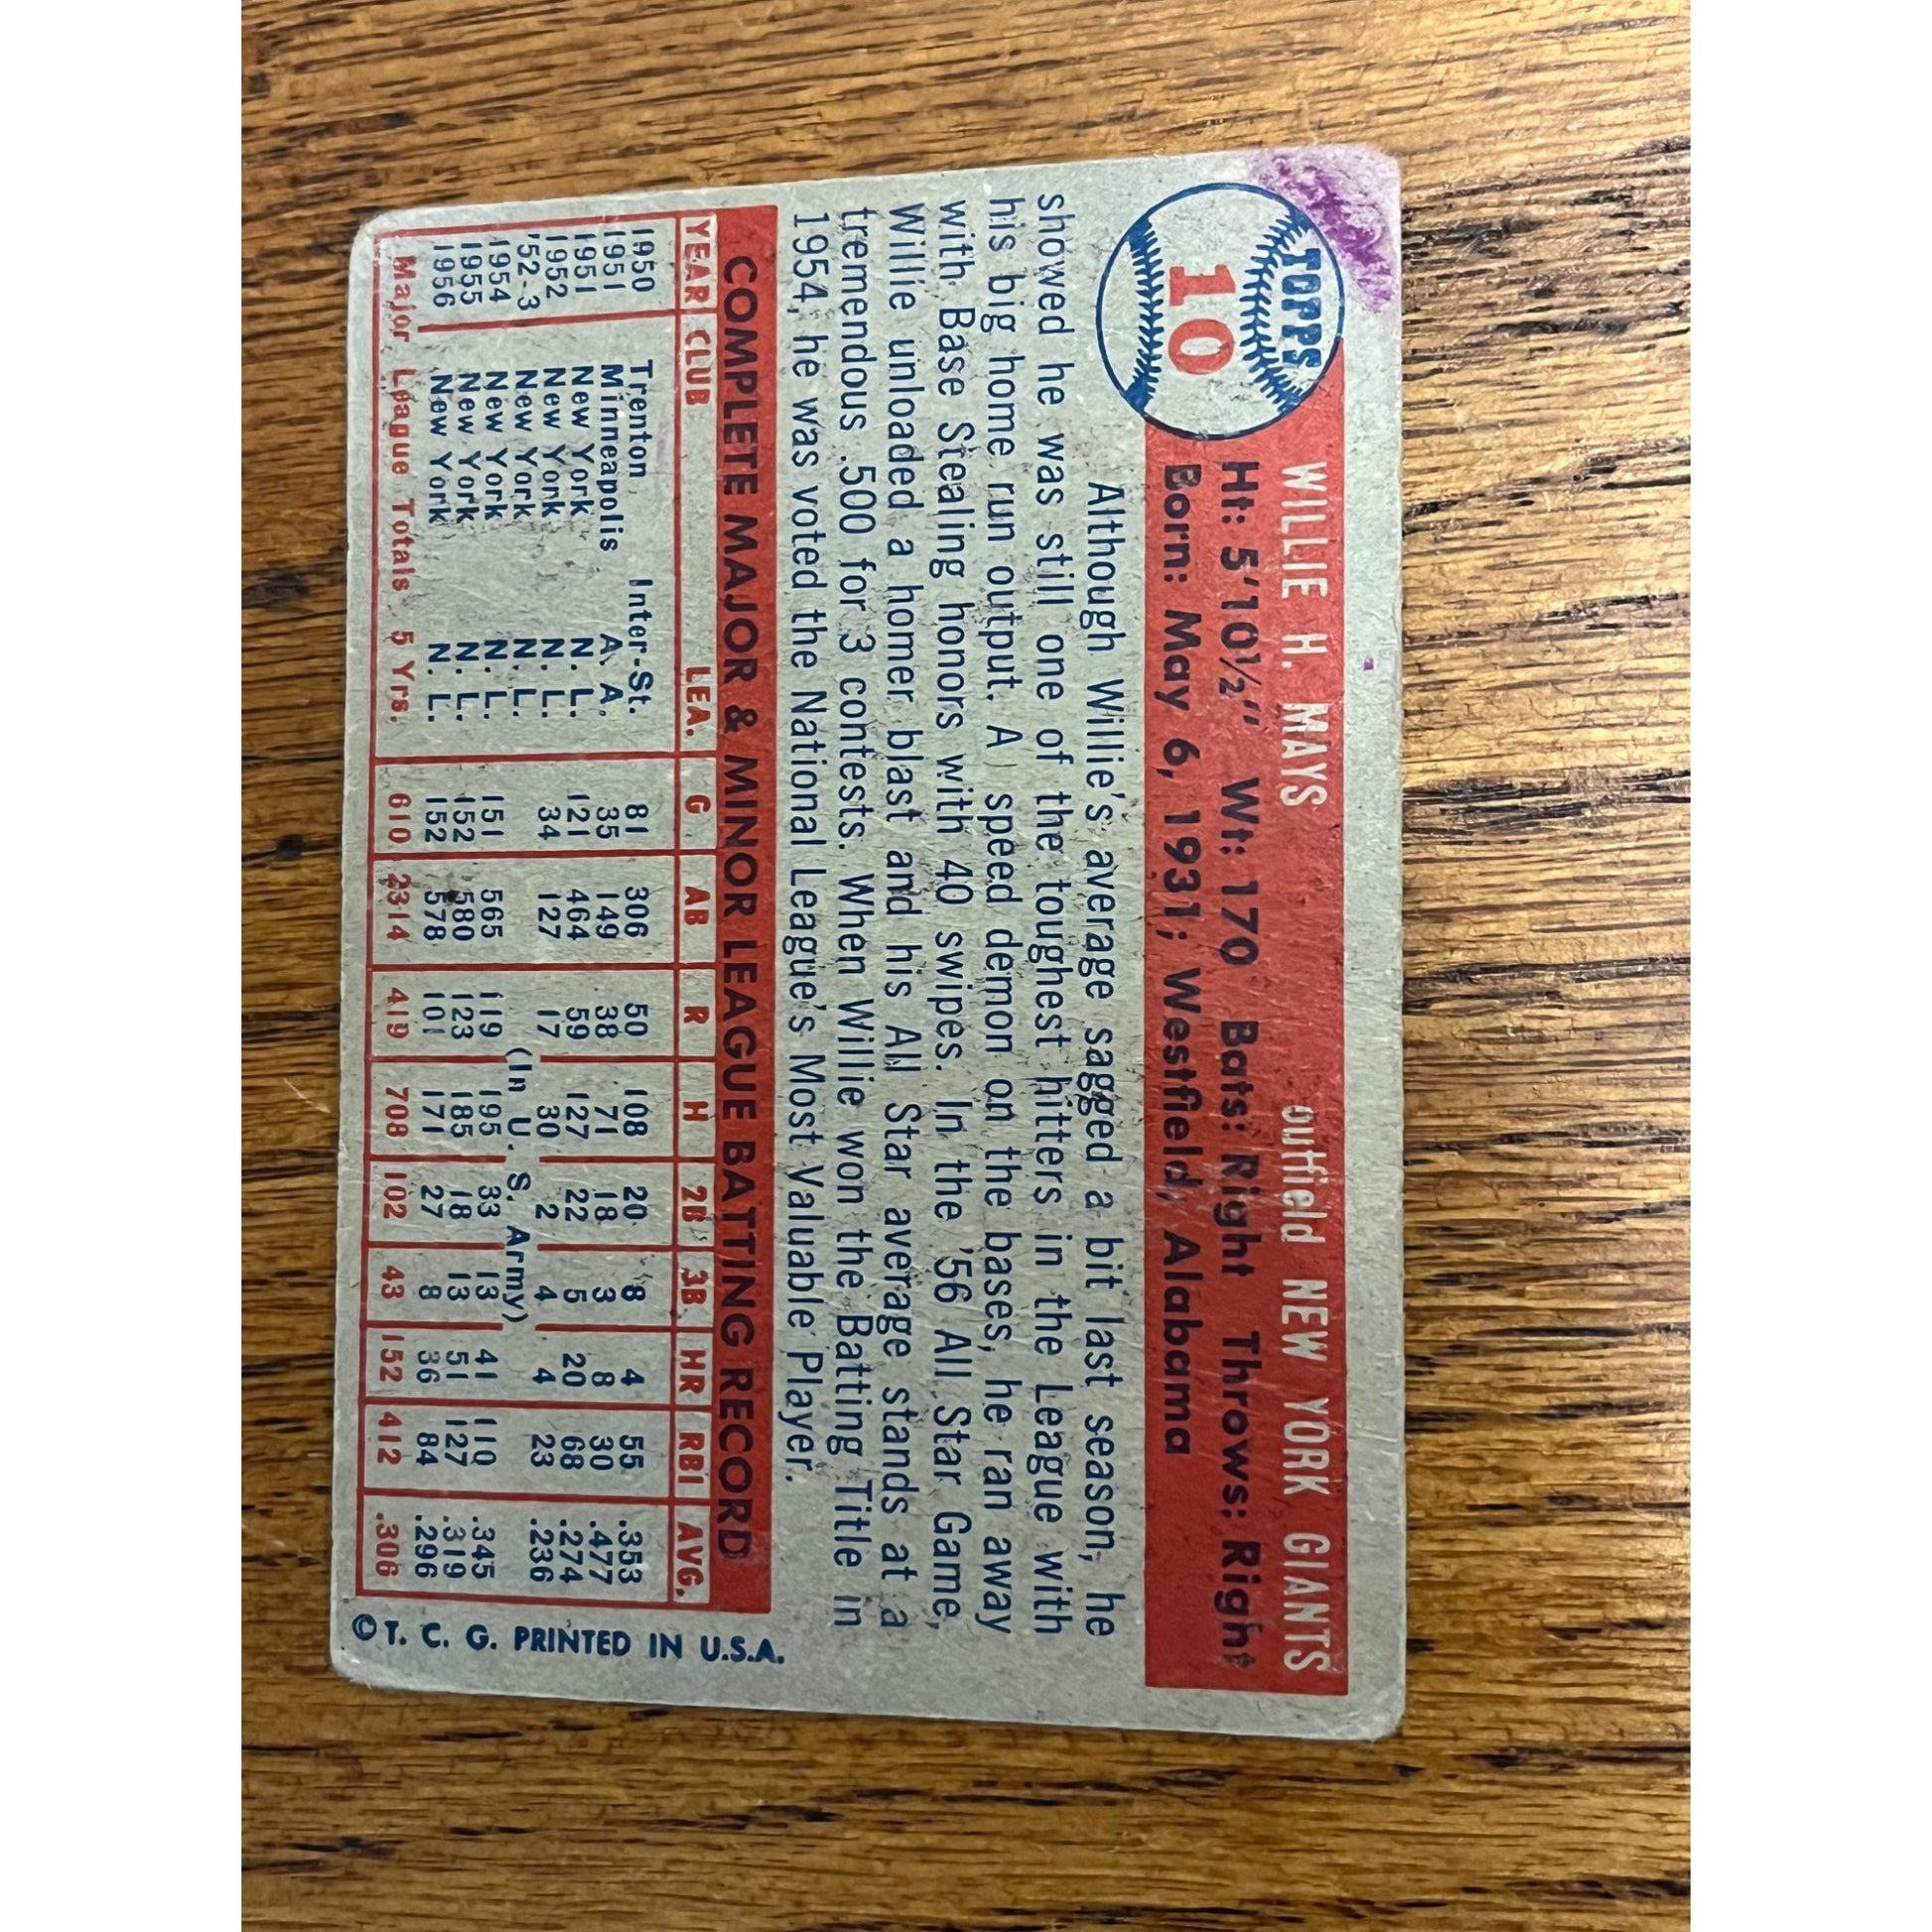 TOPPS
10
WILLIE H. MAYS outfield NEW YORK GIANTS
Ht: 5'10½" Wt: 170 Bats: Right Throws: Right
Born: May 6, 1931; Westfield, Alabama
Although Willie's average sagged a bit last season, he
showed he was still one of the toughest hitters in the League with
his big home run output. A speed demon on the bases, he ran away
with Base Stealing honors with 40 swipes. In the '56 All Star Game,
Willie unloaded a homer blast and his All Star average stands at a
tremendous .500 for 3 contests. When Willie won the Batting Title in
1954, he was voted the National League's Most Valuable Player.
COMPLETE MAJOR & MINOR LEAGUE BATTING RECORD
YEAR CLUB LEA. G AB R H 2B 3B HR RBI AVG.
1950 Trenton Inter-St. 81 306 50 108 20 8 4 55 .353
1951 Minneapolis A. A. 35 149 38 71 18 3 8 30 .477
1951 New York N. L. 121 464 59 127 22 5 20 68 .274
1952 New York N. L. 34 127 17 30 2 4 4 23 .236
'52-3 New York N. L. (In U. S. Army)
1954 New York N. L. 151 565 119 195 33 13 41 110 .345
1955 New York N. L. 152 580 123 185 18 13 51 127 .319
1956 New York N. L. 152 578 101 171 27 8 36 84 .296
Major League Totals 5 Yrs. 610 2314 419 708 102 43 152 412 .306
© T. C. G. PRINTED IN U.S.A.